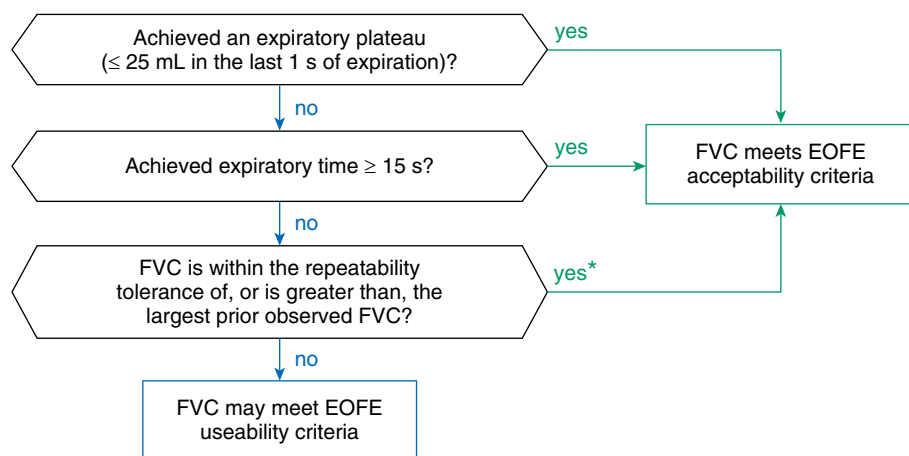 Achieved an expiratory plateau
(≤ 25 mL in the last 1 s of expiration)?
yes
no
Achieved expiratory time ≥ 15 s?
yes
FVC meets EOFE
acceptability criteria
no
FVC is within the repeatability
tolerance of, or is greater than, the
largest prior observed FVC?
yes*
no
FVC may meet EOFE
useability criteria